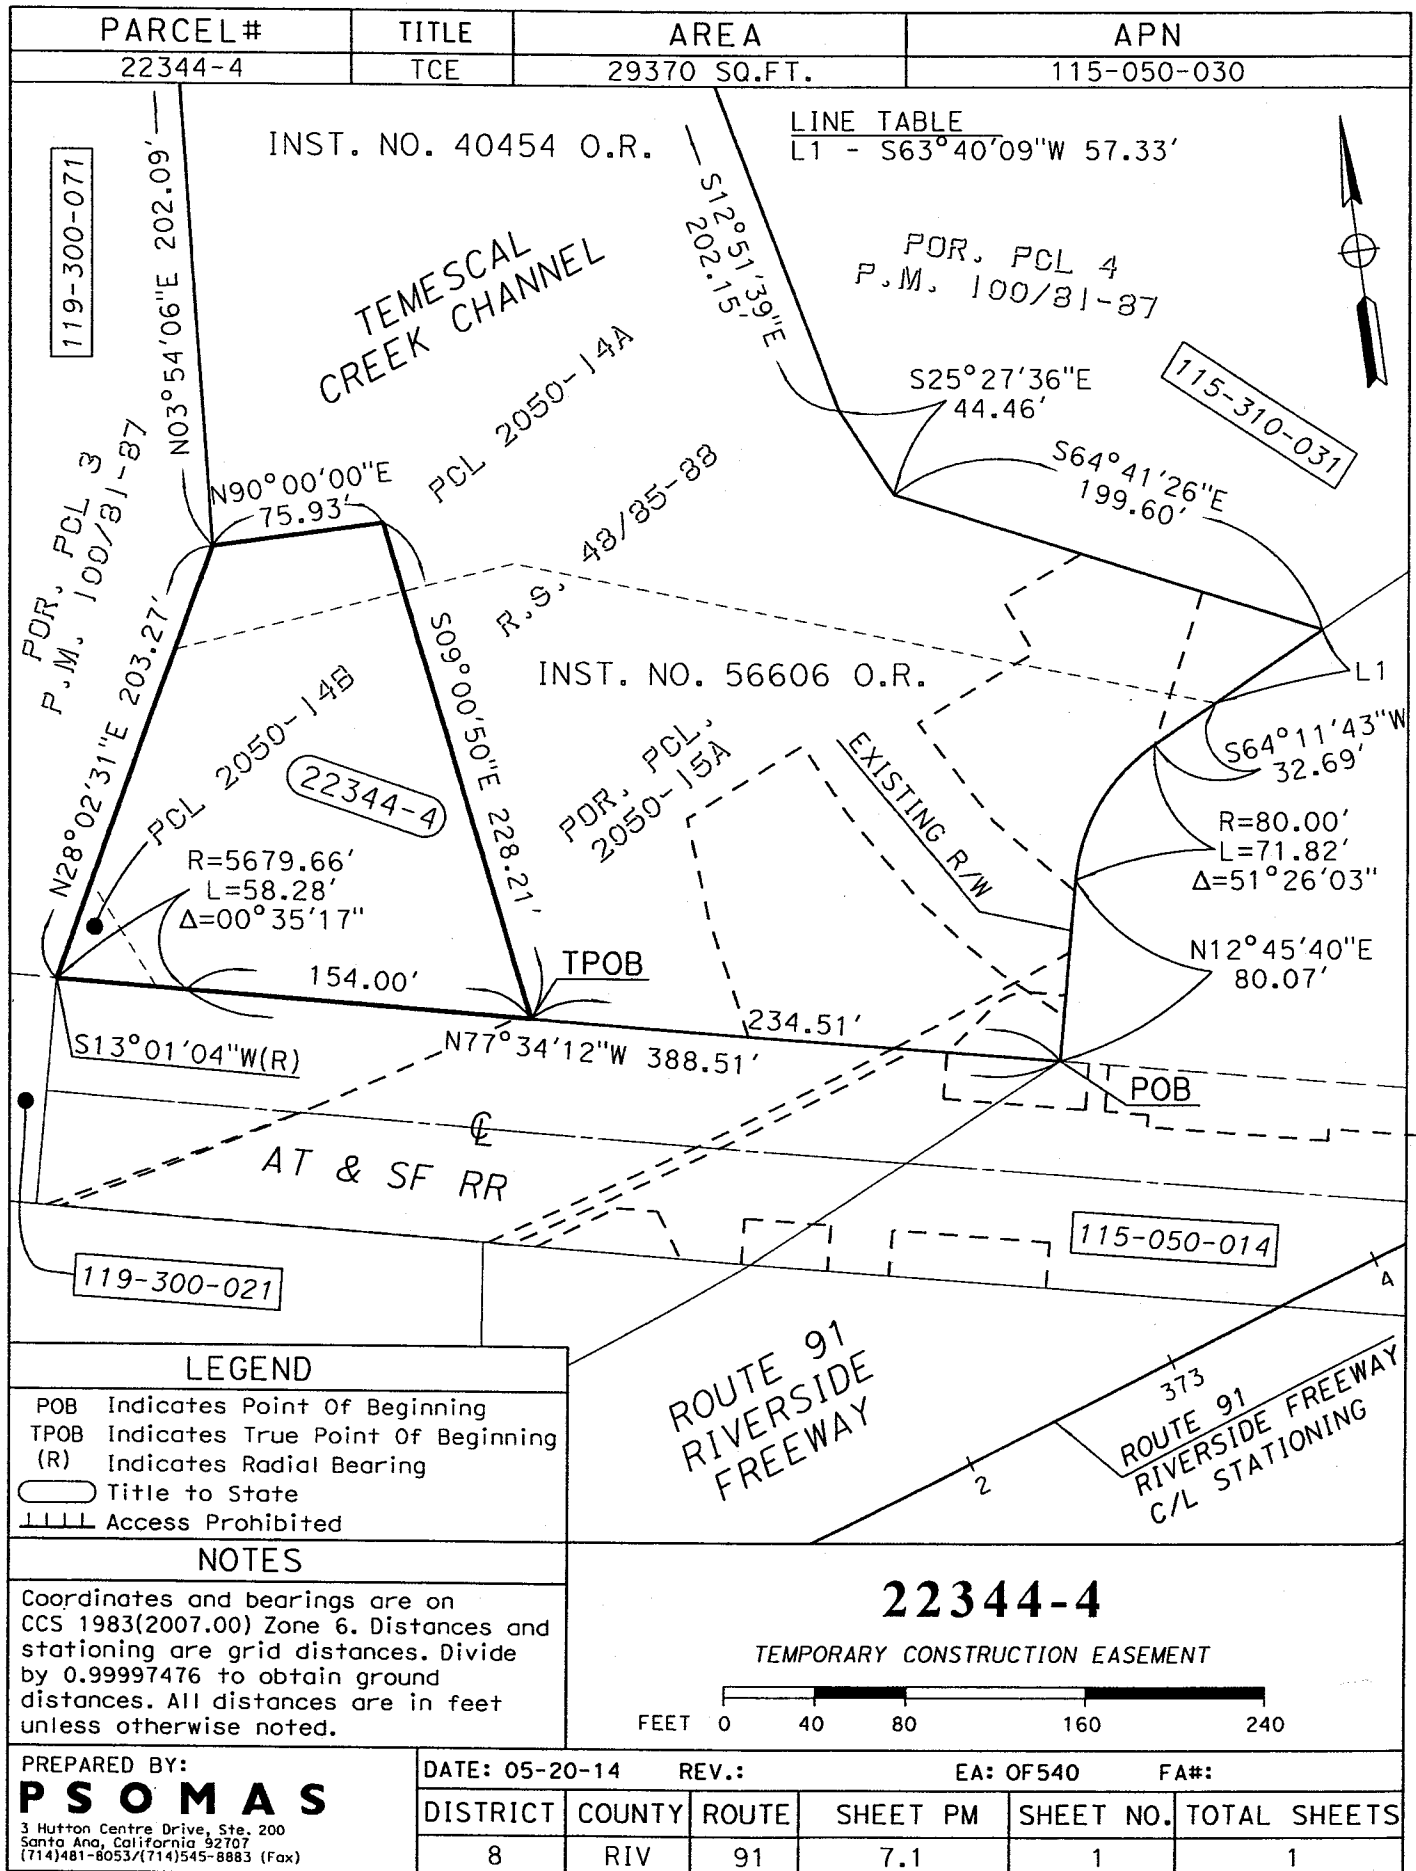 PARCEL# TITLE AREA APN
22344-4 TCE 29370 SQ.FT. 115-050-030
INST. NO. 40454 O.R.
LINE TABLE
L1 - S63°40'09"W 57.33'
119-300-071
N03°54'06"E 202.09'
S12°51'39"E
202.15'
TEMESCAL
CREEK CHANNEL
POR. PCL 4
P.M. 100/81-87
115-310-031
S25°27'36"E
44.46'
PCL 2050-14A
S64°41'26"E
199.60'
POR. PCL 3
P.M. 100/81-87
N90°00'00"E
75.93'
R.S. 48/85-88
N28°02'31"E 203.27'
S09°00'50"E 228.21'
INST. NO. 56606 O.R.
L1
PCL 2050-14B
22344-4
POR. PCL.
2050-15A
EXISTING R/W
S64°11'43"W
32.69'
R=5679.66'
L=58.28'
Δ=00°35'17"
R=80.00'
L=71.82'
Δ=51°26'03"
N12°45'40"E
80.07'
154.00'
TPOB
234.51'
S13°01'04"W(R)
N77°34'12"W 388.51'
POB
CL
AT & SF RR
115-050-014
119-300-021
4
373
2
ROUTE 91
RIVERSIDE
FREEWAY
ROUTE 91
RIVERSIDE FREEWAY
C/L STATIONING
LEGEND
POB Indicates Point Of Beginning
TPOB Indicates True Point Of Beginning
(R) Indicates Radial Bearing
Title to State
Access Prohibited
NOTES
Coordinates and bearings are on
CCS 1983(2007.00) Zone 6. Distances and
stationing are grid distances. Divide
by 0.99997476 to obtain ground
distances. All distances are in feet
unless otherwise noted.
22344-4
TEMPORARY CONSTRUCTION EASEMENT
FEET 0 40 80 160 240
PREPARED BY:
PSOMAS
3 Hutton Centre Drive, Ste. 200
Santa Ana, California 92707
(714)481-8053/(714)545-8883 (Fax)
DATE: 05-20-14 REV.: EA: 0F540 FA#:
DISTRICT COUNTY ROUTE SHEET PM SHEET NO. TOTAL SHEETS
8 RIV 91 7.1 1 1